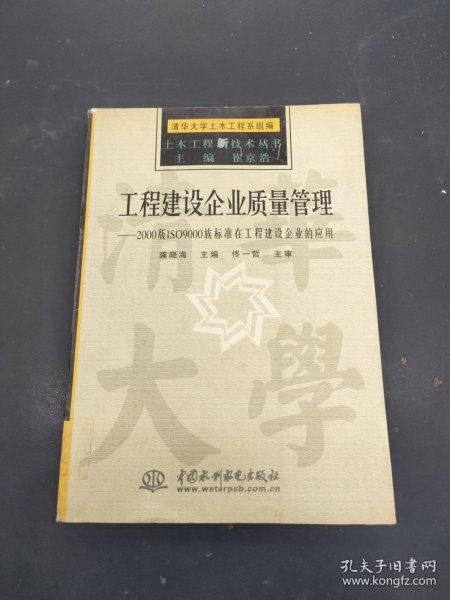 清华大学土木工程系组编
土木工程新技术丛书
主 编 崔京浩
工程建设企业质量管理
——2000版ISO9000族标准在工程建设企业的应用
龚晓海 主编 佟一哲 主审
清華
大學
中国水利水电出版社
www.waterpub.com.cn
孔夫子旧书网
www.kongfz.com